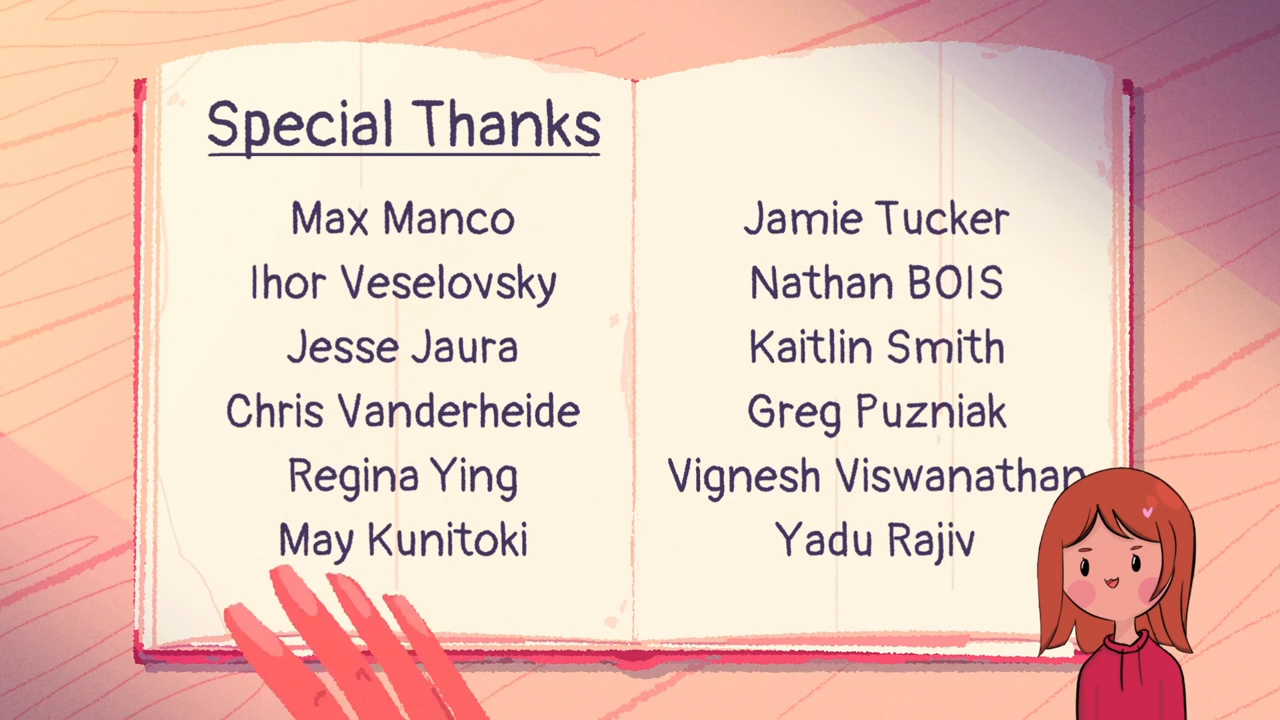 Special Thanks
Max Manco
Ihor Veselovsky
Jesse Jaura
Chris Vanderheide
Regina Ying
May Kunitoki
Jamie Tucker
Nathan BOIS
Kaitlin Smith
Greg Puzniak
Vignesh Viswanathan
Yadu Rajiv